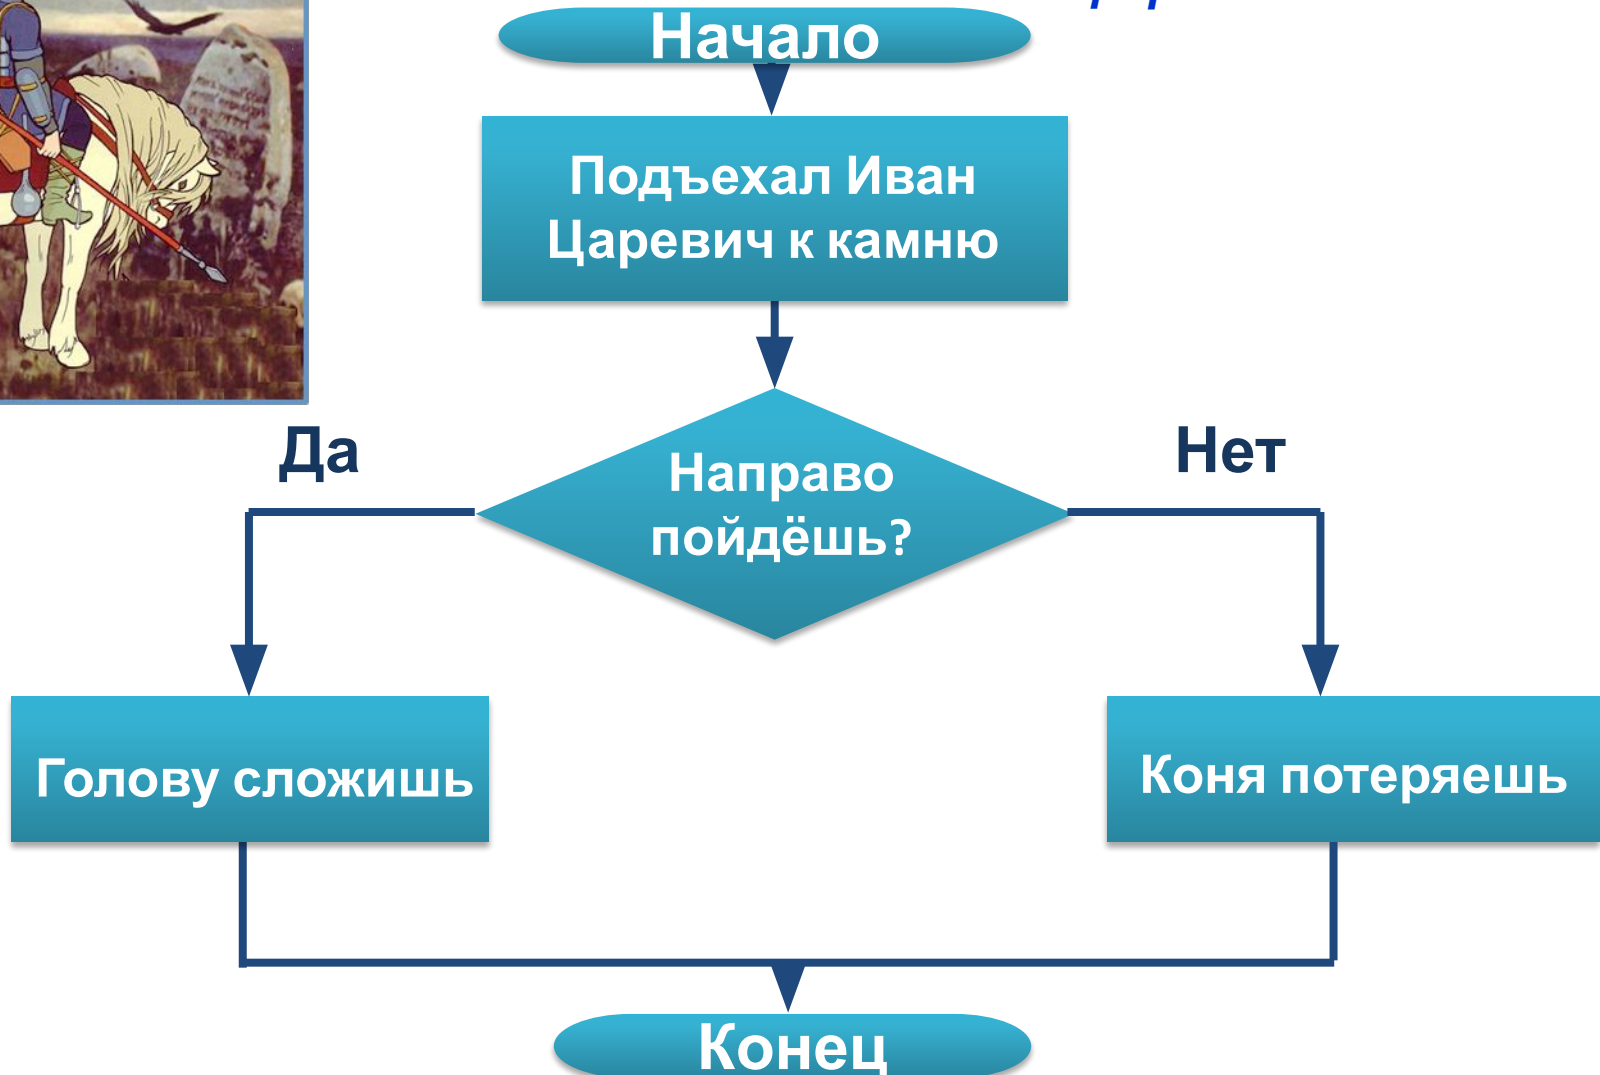 Начало
Подъехал Иван
Царевич к камню
Да
Нет
Направо
пойдёшь?
Голову сложишь
Коня потеряешь
Конец